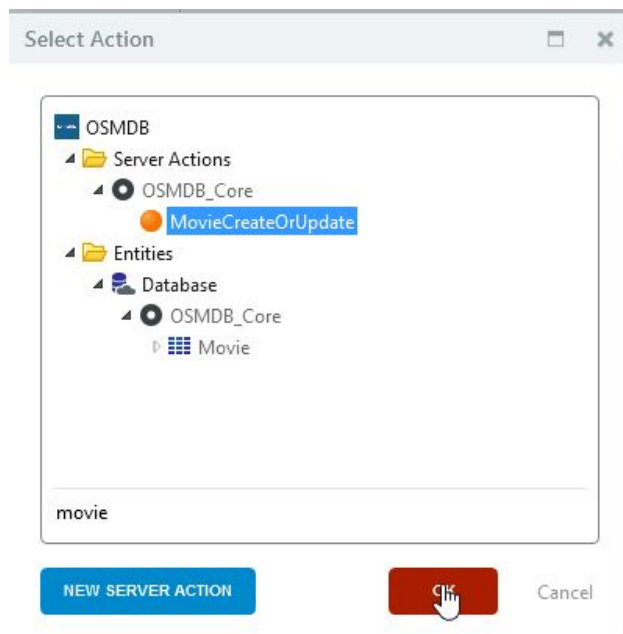 Select Action
OSMDB
Server Actions
OSMDB_Core
MovieCreateOrUpdate
Entities
Database
OSMDB_Core
Movie
movie
NEW SERVER ACTION
Cancel